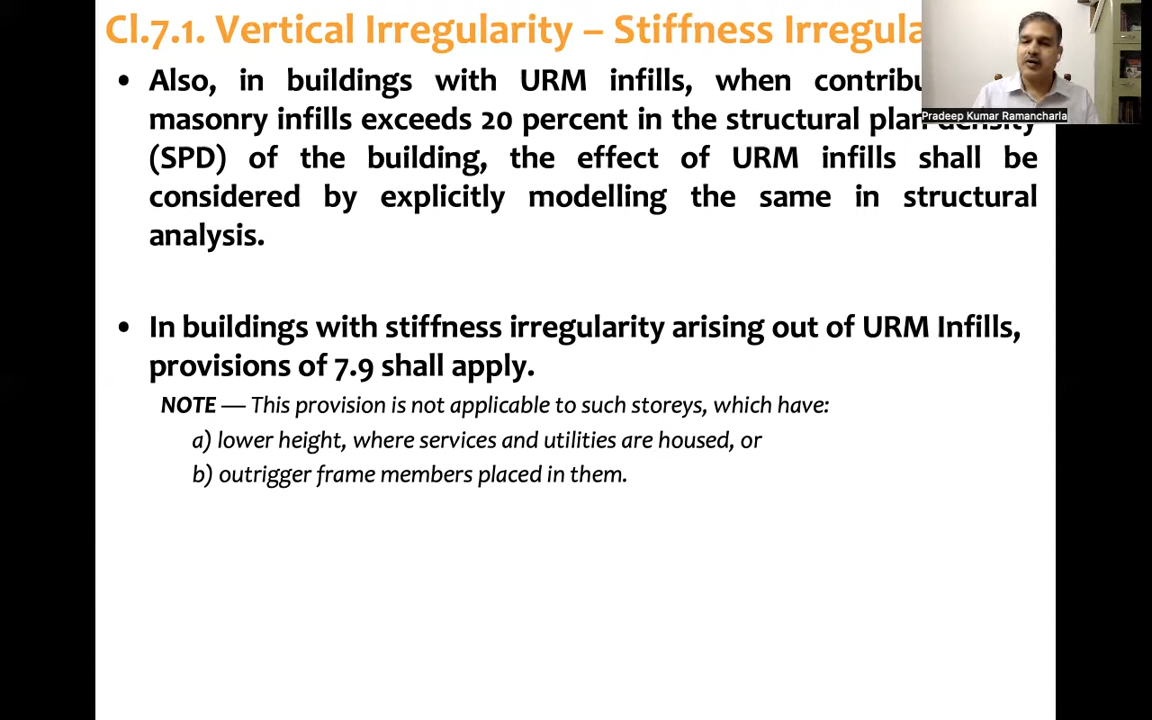 Cl.7.1. Vertical Irregularity – Stiffness Irregula
• Also, in buildings with URM infills, when contribu
masonry infills exceeds 20 percent in the structural plan density
(SPD) of the building, the effect of URM infills shall be
considered by explicitly modelling the same in structural
analysis.
• In buildings with stiffness irregularity arising out of URM Infills,
provisions of 7.9 shall apply.
NOTE — This provision is not applicable to such storeys, which have:
a) lower height, where services and utilities are housed, or
b) outrigger frame members placed in them.
Pradeep Kumar Ramancharla